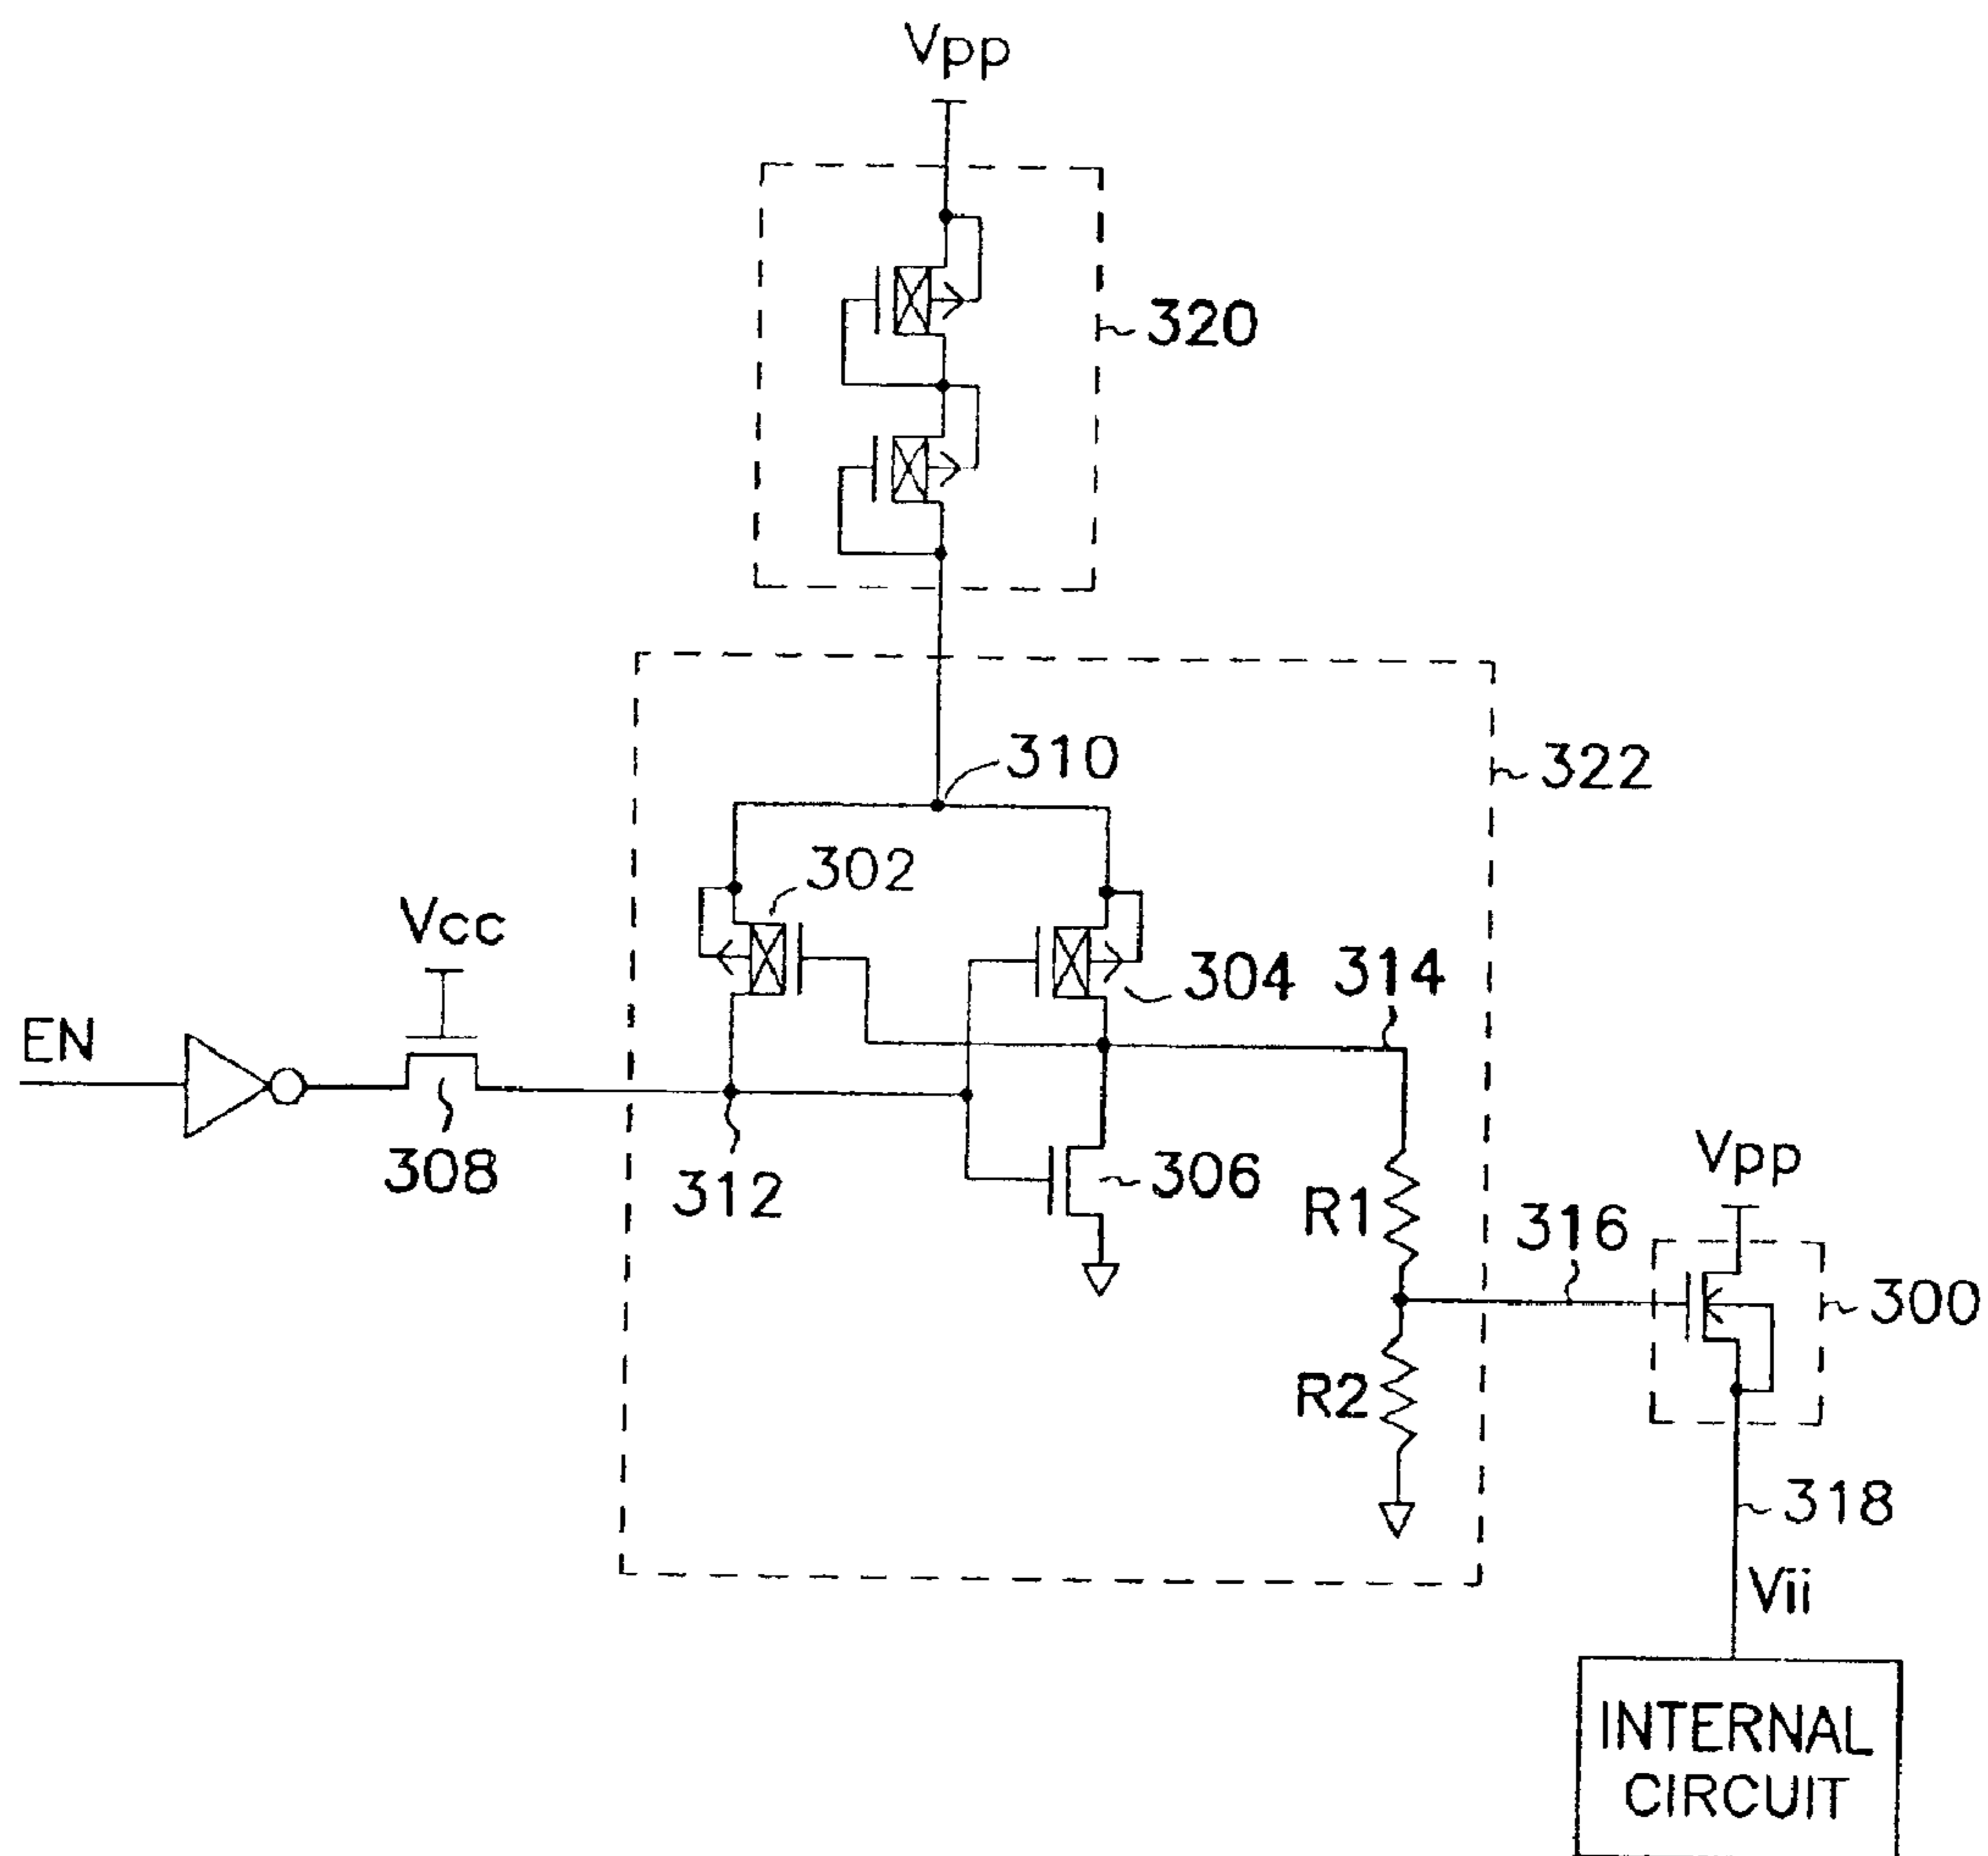 Vpp
320
310
322
302
Vcc
304
314
EN
308
312
306
R1
316
Vpp
300
R2
318
Vii
INTERNAL
CIRCUIT